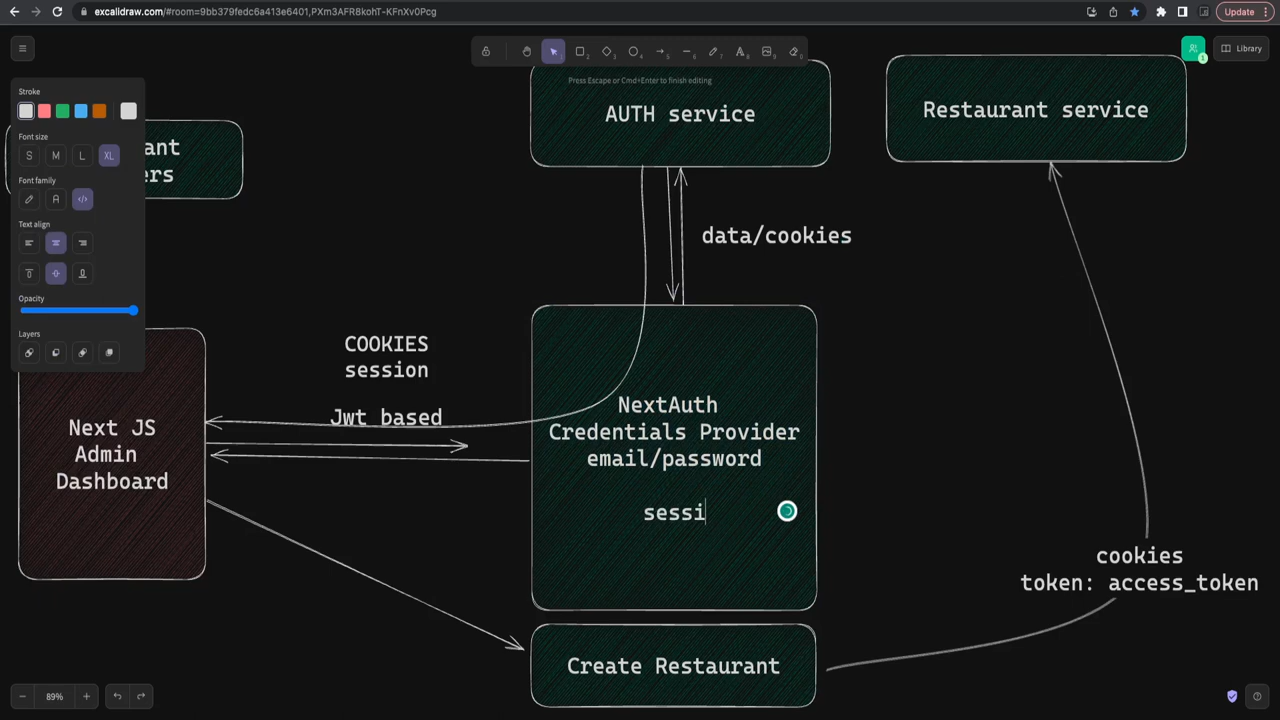 excalidraw.com/#room=9bb379fedc6a413e6401,PXm3AFR8kohT-KFnXv0Pcg
Update
Library
1
Press Escape or Cmd+Enter to finish editing
Stroke
Font size
S M L XL
Font family
A
Text align
Opacity
Layers
ant
ers
AUTH service
Restaurant service
data/cookies
COOKIES
session
Jwt based
Next JS
Admin
Dashboard
NextAuth
Credentials Provider
email/password
sessi
cookies
token: access_token
Create Restaurant
89%